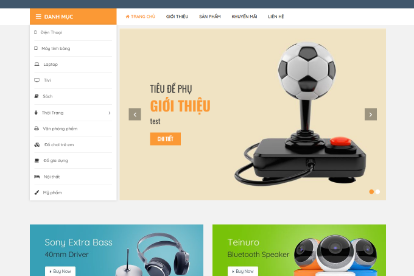 DANH MỤC
TRANG CHỦ
GIỚI THIỆU
SẢN PHẨM
KHUYẾN MÃI
LIÊN HỆ
Điện Thoại
Máy tính bảng
Laptop
Tivi
Sách
Thời Trang
Văn phòng phẩm
Đồ chơi trẻ em
Đồ gia dụng
Nội thất
Mỹ phẩm
TIÊU ĐỀ PHỤ
GIỚI THIỆU
test
CHI TIẾT
Sony Extra Bass
40mm Driver
Buy Now
Teinuro
Bluetooth Speaker
Buy Now